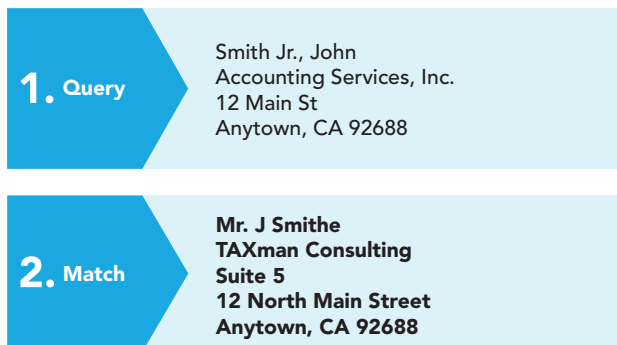 1. Query
Smith Jr., John
Accounting Services, Inc.
12 Main St
Anytown, CA 92688
2. Match
Mr. J Smithe
TAXman Consulting
Suite 5
12 North Main Street
Anytown, CA 92688